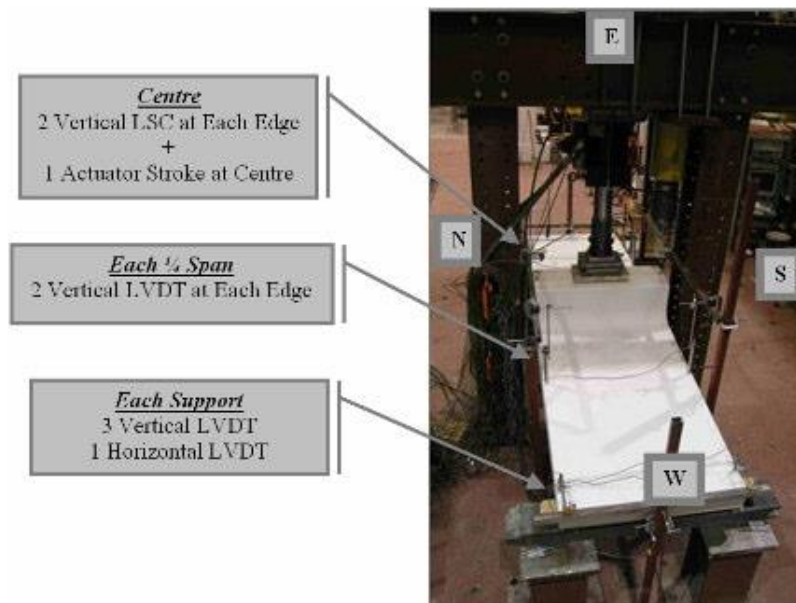 Centre
2 Vertical LSC at Each Edge
+
1 Actuator Stroke at Centre
Each ¼ Span
2 Vertical LVDT at Each Edge
Each Support
3 Vertical LVDT
1 Horizontal LVDT
E
N
S
W